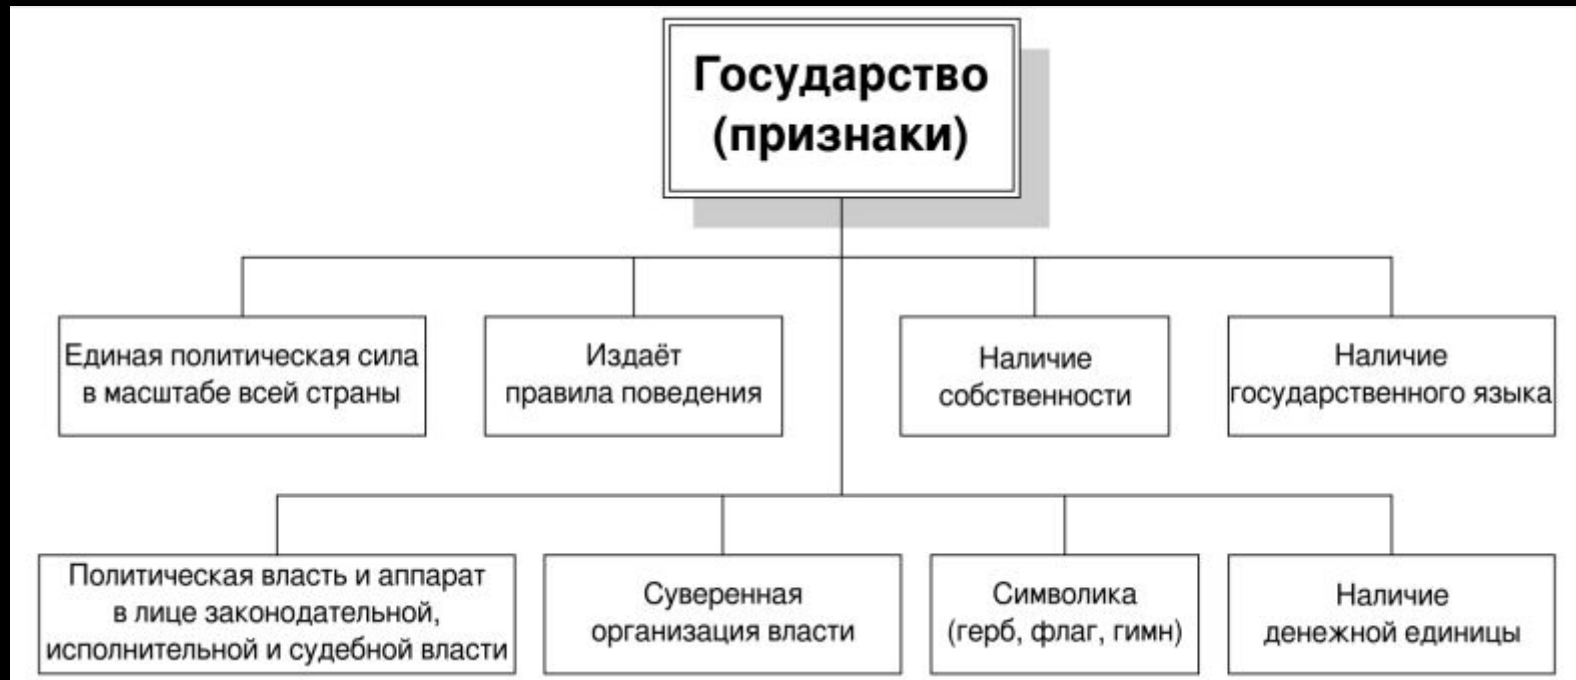 Государство
(признаки)
Единая политическая сила
в масштабе всей страны
Издаёт
правила поведения
Наличие
собственности
Наличие
государственного языка
Политическая власть и аппарат
в лице законодательной,
исполнительной и судебной власти
Суверенная
организация власти
Символика
(герб, флаг, гимн)
Наличие
денежной единицы